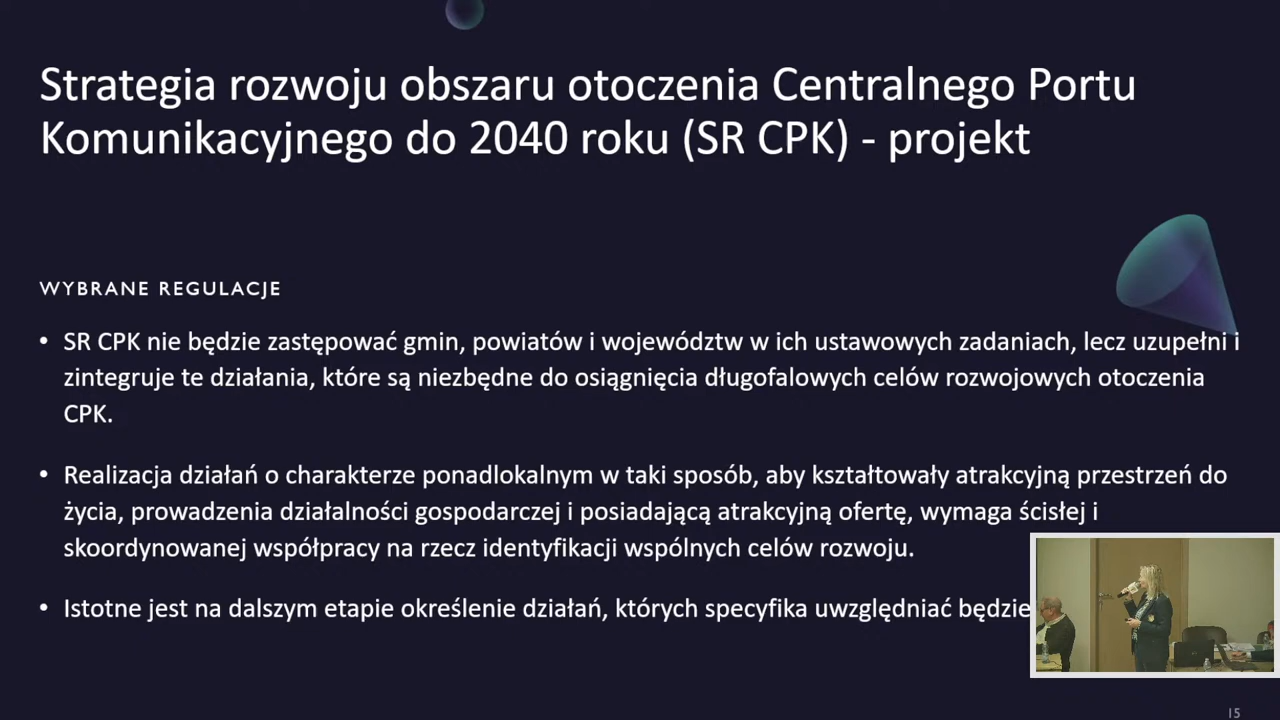 Strategia rozwoju obszaru otoczenia Centralnego Portu
Komunikacyjnego do 2040 roku (SR CPK) - projekt
WYBRANE REGULACJE
• SR CPK nie będzie zastępować gmin, powiatów i województw w ich ustawowych zadaniach, lecz uzupełni i
zintegruje te działania, które są niezbędne do osiągnięcia długofalowych celów rozwojowych otoczenia
CPK.
• Realizacja działań o charakterze ponadlokalnym w taki sposób, aby kształtowały atrakcyjną przestrzeń do
życia, prowadzenia działalności gospodarczej i posiadającą atrakcyjną ofertę, wymaga ścisłej i
skoordynowanej współpracy na rzecz identyfikacji wspólnych celów rozwoju.
• Istotne jest na dalszym etapie określenie działań, których specyfika uwzględniać będzie
15